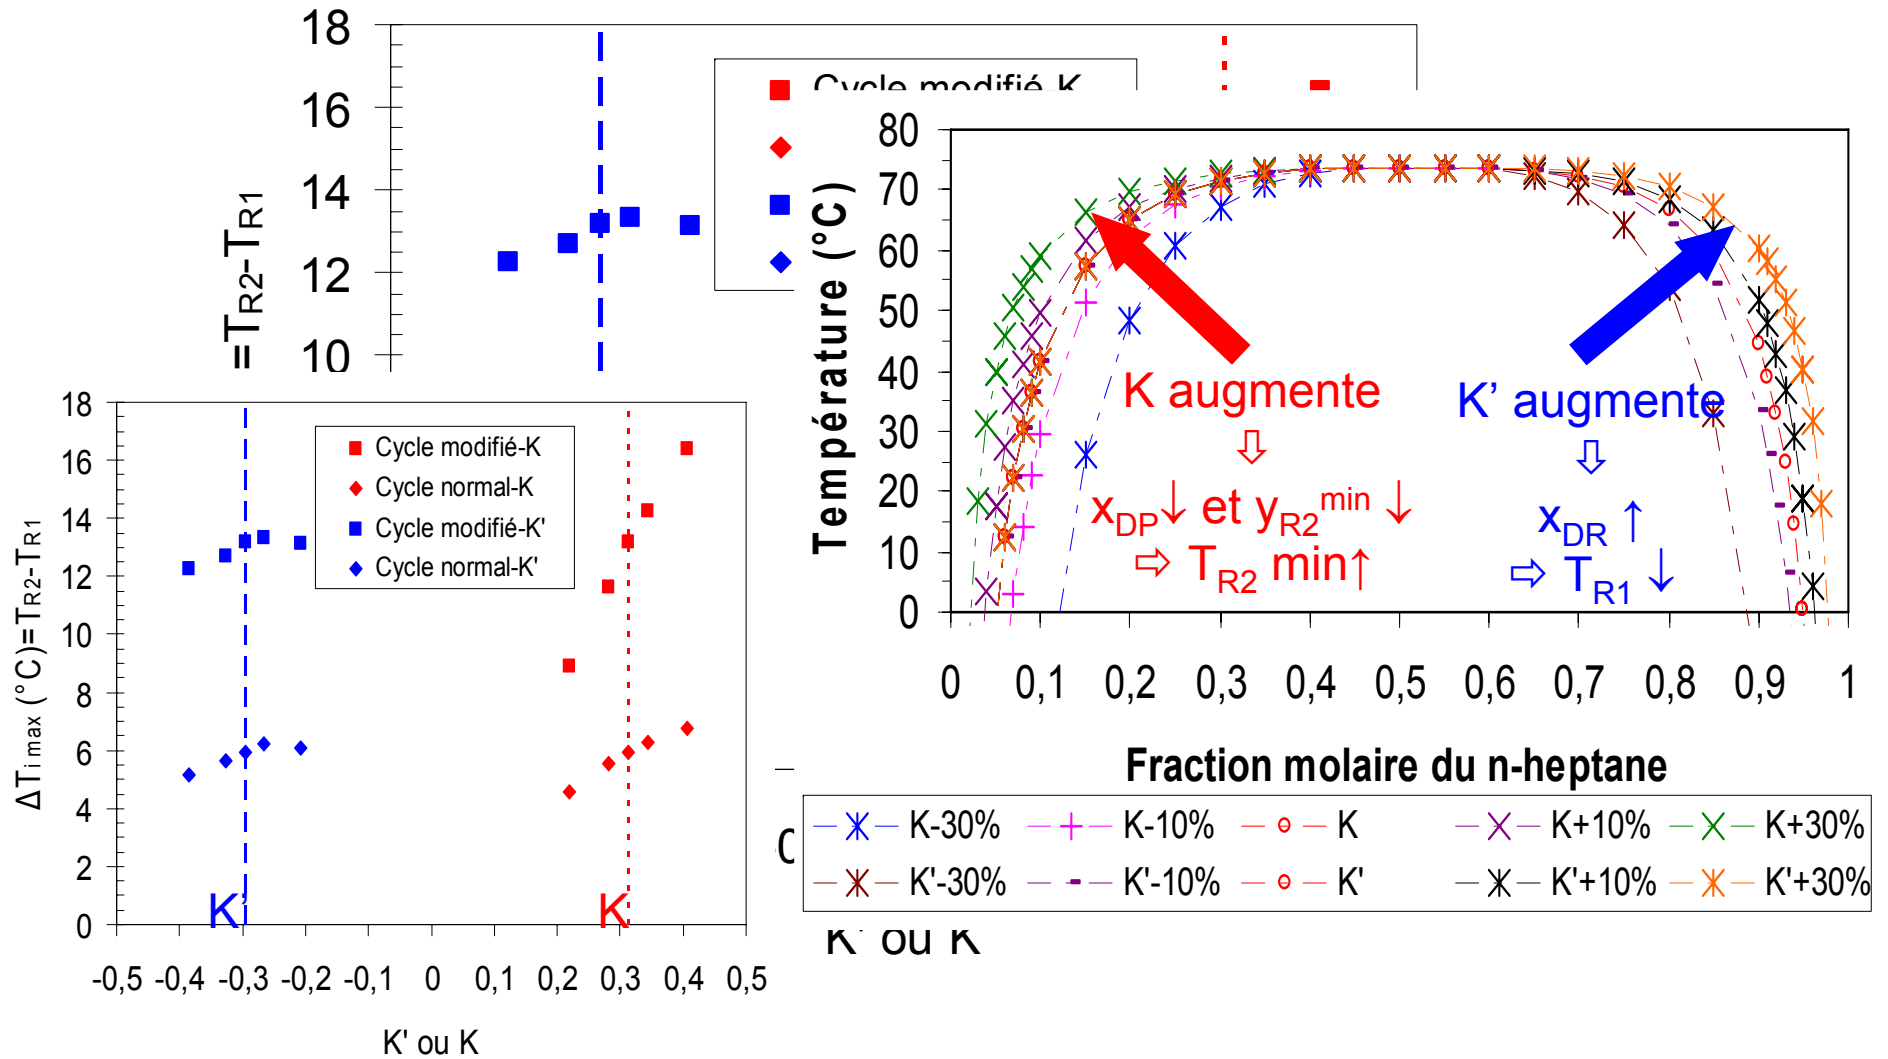 18
16
14
12
10
=TR2-TR1
Cycle modifié-K
80
70
60
50
40
30
20
10
0
Température (°C)
K augmente
⇩
xDP↓ et yR2min ↓
⇨ TR2 min↑
K' augmente
⇩
xDR ↑
⇨ TR1 ↓
0 0,1 0,2 0,3 0,4 0,5 0,6 0,7 0,8 0,9 1
Fraction molaire du n-heptane
K-30% K-10% K K+10% K+30%
K'-30% K'-10% K' K'+10% K'+30%
18
16
14
12
10
8
6
4
2
0
ΔTi max (°C)=TR2-TR1
Cycle modifié-K
Cycle normal-K
Cycle modifié-K'
Cycle normal-K'
K'
K
-0,5 -0,4 -0,3 -0,2 -0,1 0 0,1 0,2 0,3 0,4 0,5
K' ou K
K' ou K